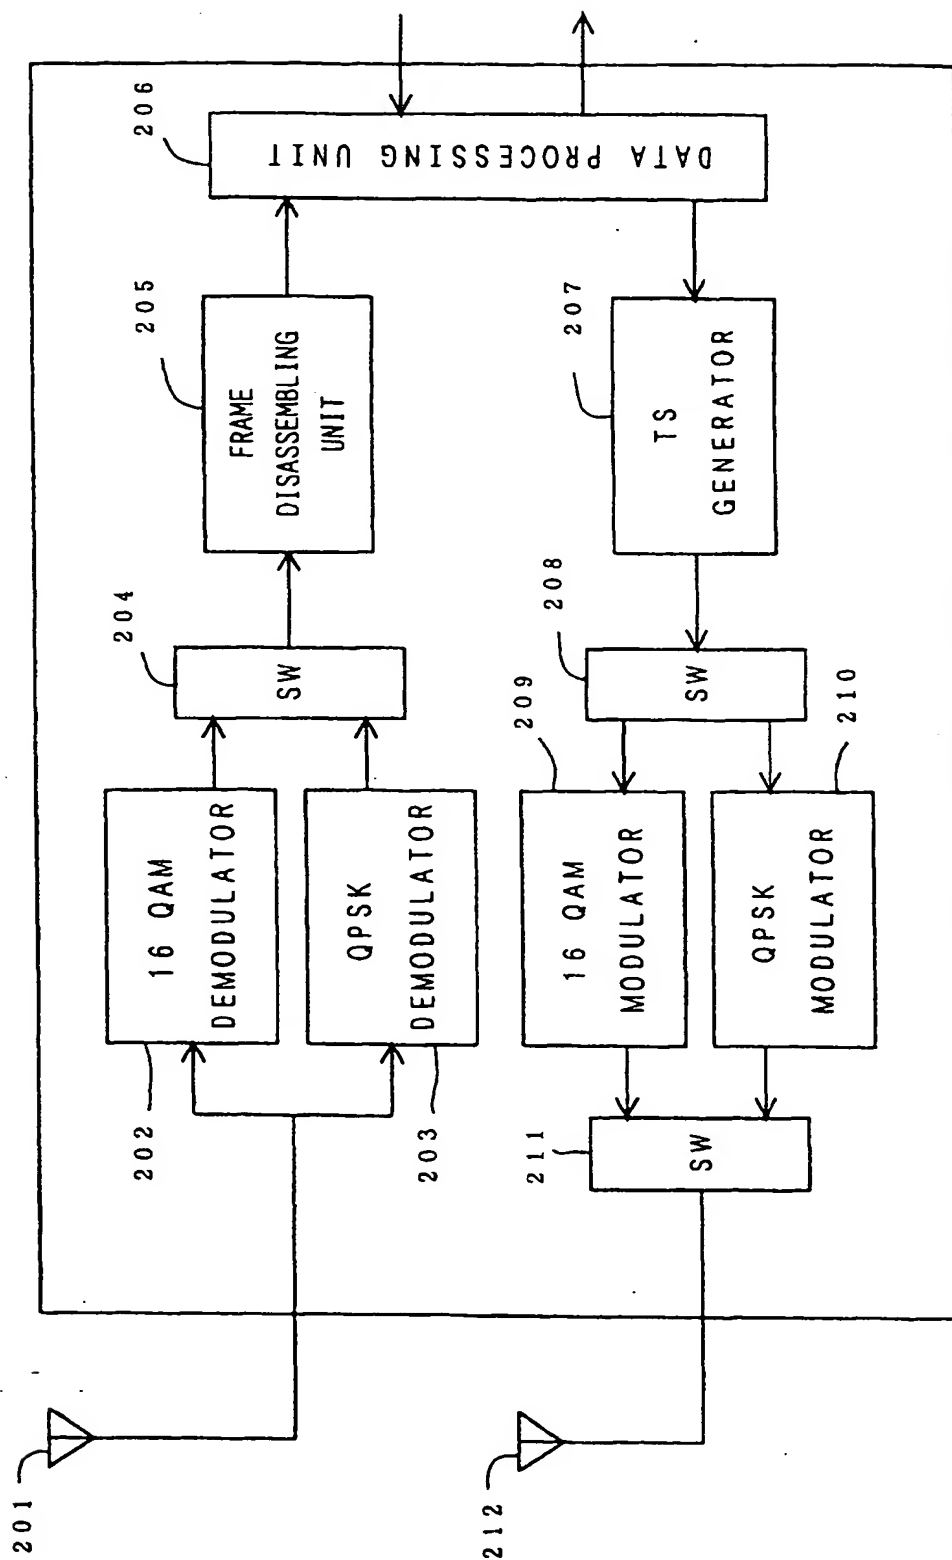 201
202
16 QAM
DEMODULATOR
203
QPSK
DEMODULATOR
204
SW
205
FRAME
DISASSEMBLING
UNIT
206
DATA PROCESSING UNIT
207
TS
GENERATOR
208
SW
209
16 QAM
MODULATOR
210
QPSK
MODULATOR
211
SW
212